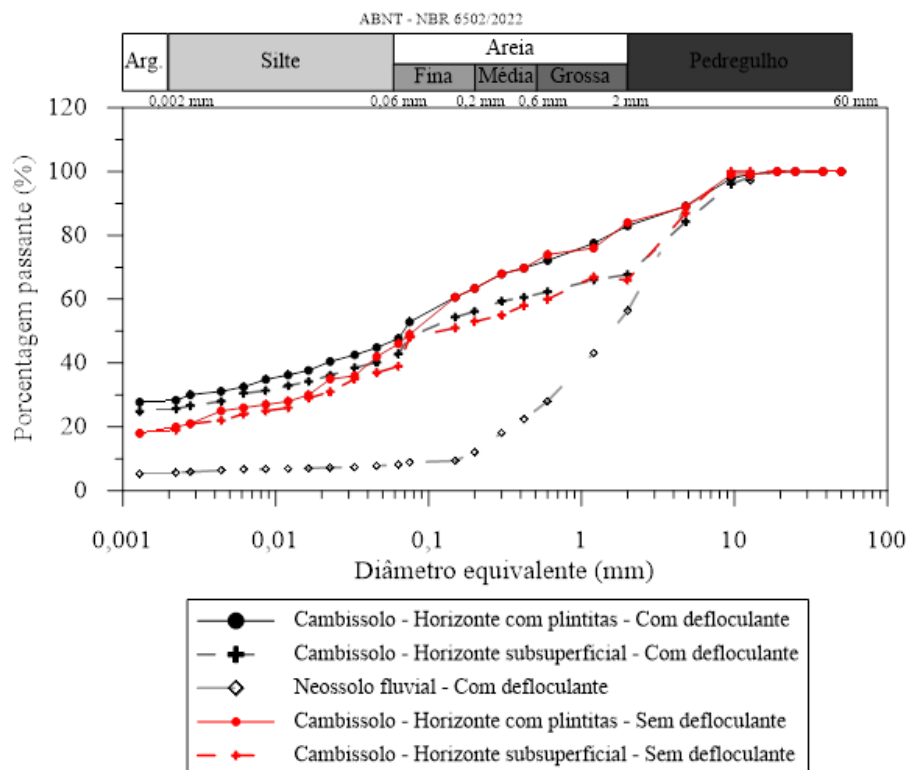 ABNT - NBR 6502/2022
Arg.
Silte
Areia
Fina
Média
Grossa
Pedregulho
0,002 mm
0,06 mm
0,2 mm
0,6 mm
2 mm
60 mm
120
100
80
60
40
20
0
Porcentagem passante (%)
0,001
0,01
0,1
1
10
100
Diâmetro equivalente (mm)
Cambissolo - Horizonte com plintitas - Com defloculante
Cambissolo - Horizonte subsuperficial - Com defloculante
Neossolo fluvial - Com defloculante
Cambissolo - Horizonte com plintitas - Sem defloculante
Cambissolo - Horizonte subsuperficial - Sem defloculante